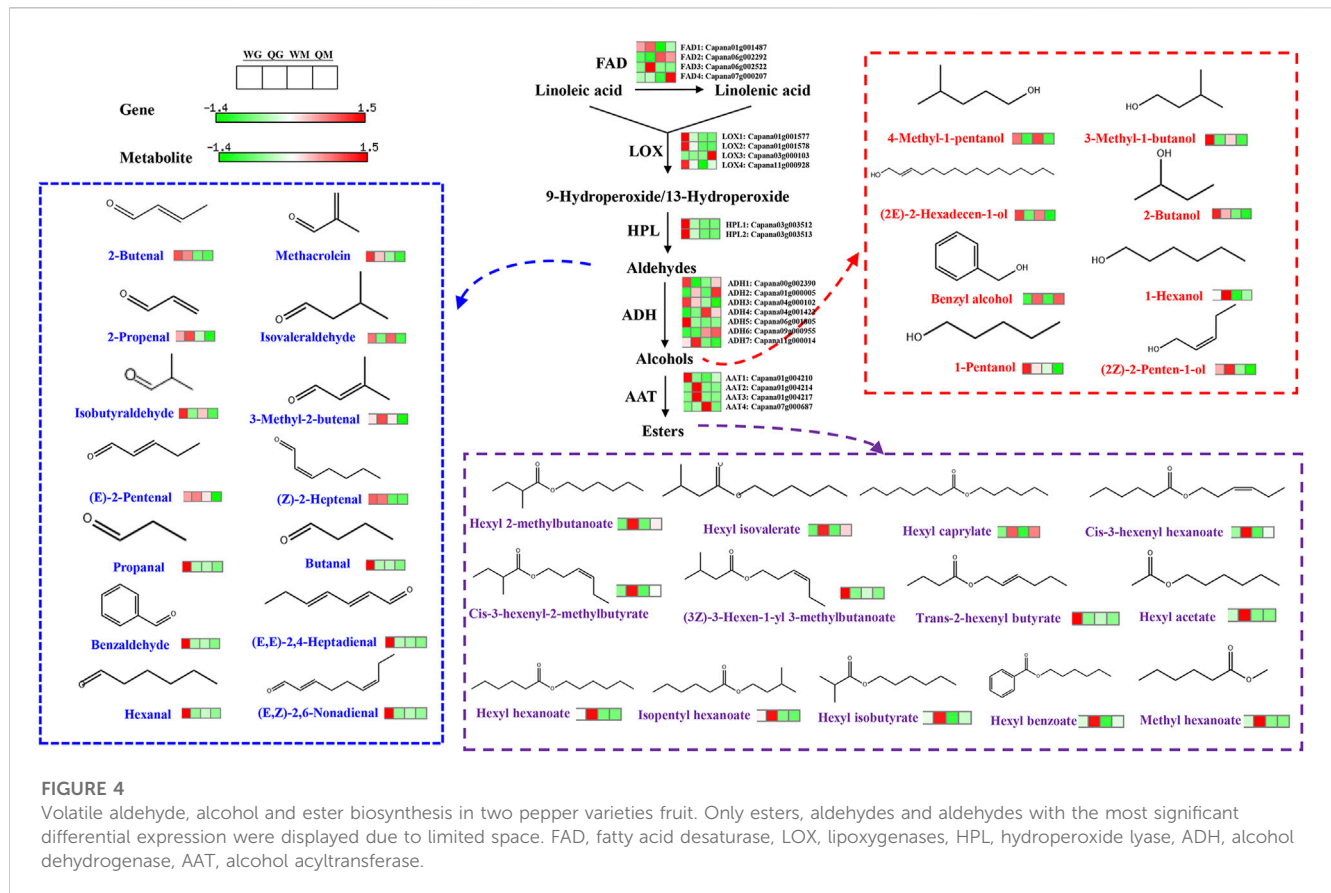 WG QG WM QM
Gene
-1.4 1.5
Metabolite
-1.4 1.5
FAD
FAD1: Capana01g001487
FAD2: Capana06g002292
FAD3: Capana06g002522
FAD4: Capana07g000207
Linoleic acid
Linolenic acid
LOX
LOX1: Capana01g001577
LOX2: Capana01g001578
LOX3: Capana03g000103
LOX4: Capana11g000928
9-Hydroperoxide/13-Hydroperoxide
HPL
HPL1: Capana03g003512
HPL2: Capana03g003513
Aldehydes
ADH
ADH1: Capana00g002390
ADH2: Capana01g000005
ADH3: Capana04g000102
ADH4: Capana04g001423
ADH5: Capana06g001805
ADH6: Capana09g000955
ADH7: Capana11g000014
Alcohols
AAT
AAT1: Capana01g004210
AAT2: Capana01g004214
AAT3: Capana01g004217
AAT4: Capana07g000687
Esters
O
O
2-Butenal
Methacrolein
O
O
2-Propenal
Isovaleraldehyde
O
O
Isobutyraldehyde
3-Methyl-2-butenal
O
O
(E)-2-Pentenal
(Z)-2-Heptenal
O
O
Propanal
Butanal
O
O
Benzaldehyde
(E,E)-2,4-Heptadienal
O
O
Hexanal
(E,Z)-2,6-Nonadienal
OH
HO
4-Methyl-1-pentanol
3-Methyl-1-butanol
HO
OH
(2E)-2-Hexadecen-1-ol
2-Butanol
OH
HO
Benzyl alcohol
1-Hexanol
HO
HO
1-Pentanol
(2Z)-2-Penten-1-ol
O
O
O
O
O
O
O
O
Hexyl 2-methylbutanoate
Hexyl isovalerate
Hexyl caprylate
Cis-3-hexenyl hexanoate
O
O
O
O
O
O
O
O
Cis-3-hexenyl-2-methylbutyrate
(3Z)-3-Hexen-1-yl 3-methylbutanoate
Trans-2-hexenyl butyrate
Hexyl acetate
O
O
O
O
O
O
O
O
O
O
Hexyl hexanoate
Isopentyl hexanoate
Hexyl isobutyrate
Hexyl benzoate
Methyl hexanoate
FIGURE 4
Volatile aldehyde, alcohol and ester biosynthesis in two pepper varieties fruit. Only esters, aldehydes and aldehydes with the most significant
differential expression were displayed due to limited space. FAD, fatty acid desaturase, LOX, lipoxygenases, HPL, hydroperoxide lyase, ADH, alcohol
dehydrogenase, AAT, alcohol acyltransferase.